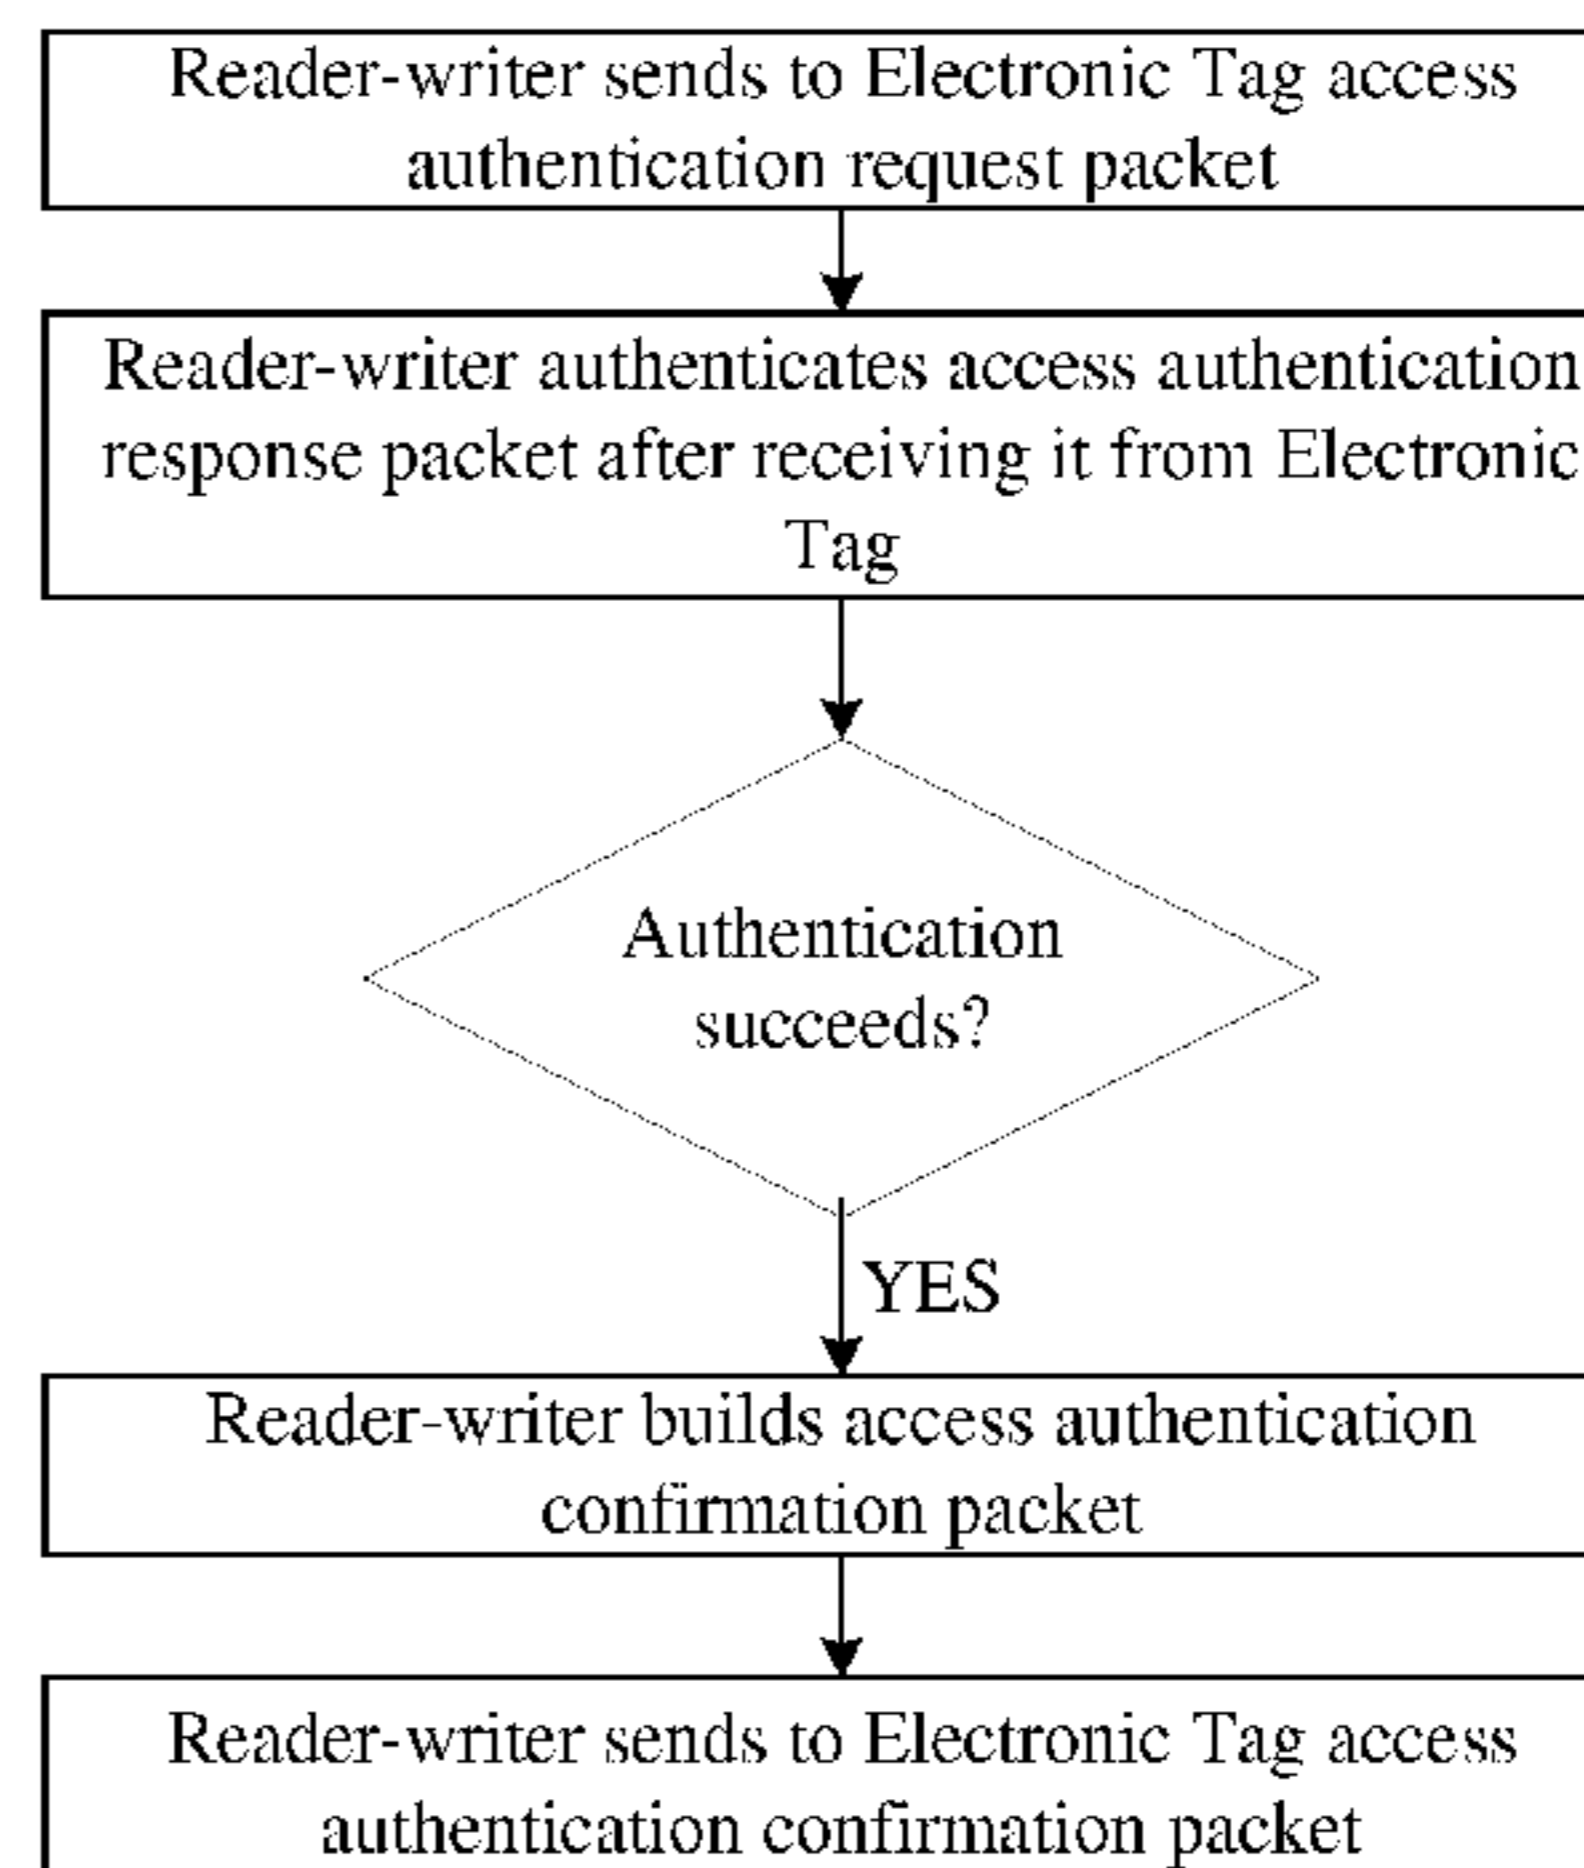 Reader-writer sends to Electronic Tag access
authentication request packet
Reader-writer authenticates access authentication
response packet after receiving it from Electronic
Tag
Authentication
succeeds?
YES
Reader-writer builds access authentication
confirmation packet
Reader-writer sends to Electronic Tag access
authentication confirmation packet